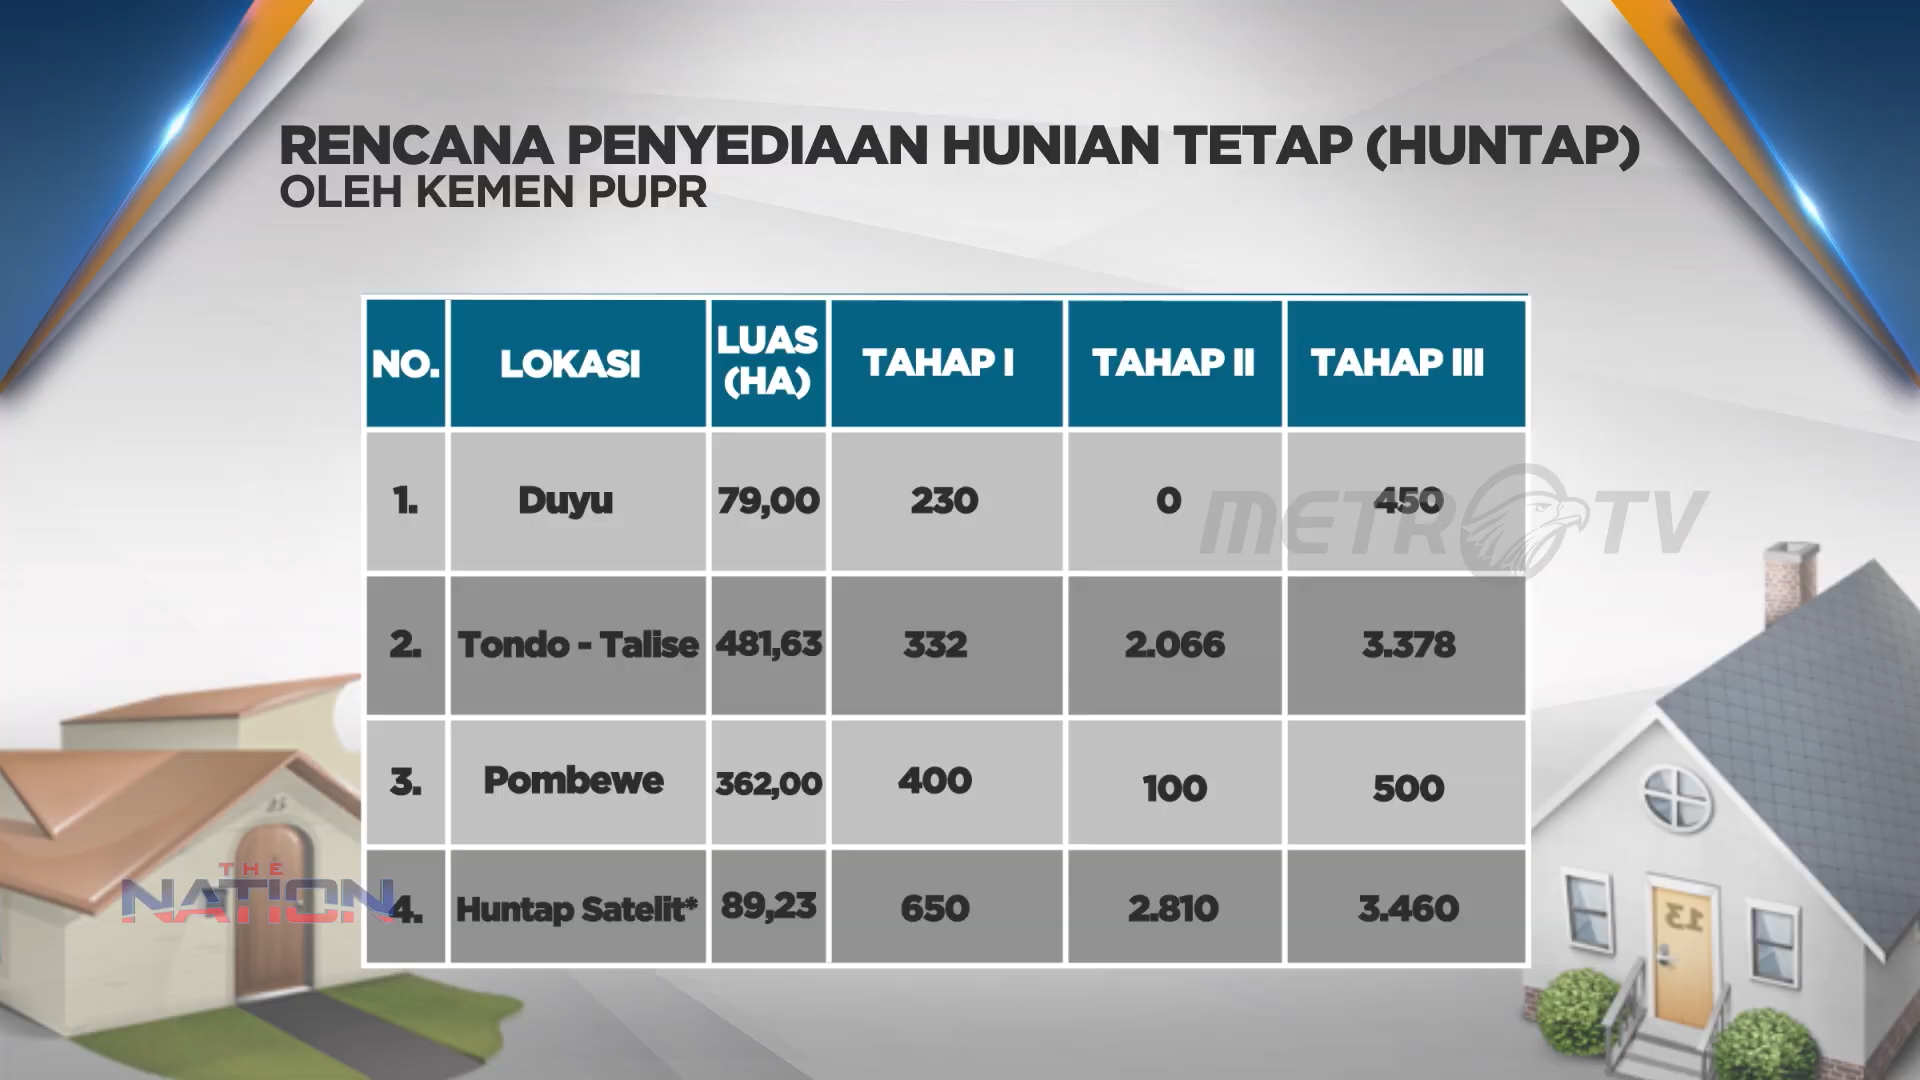 RENCANA PENYEDIAAN HUNIAN TETAP (HUNTAP)
OLEH KEMEN PUPR
NO. LOKASI LUAS (HA) TAHAP I TAHAP II TAHAP III
1. Duyu 79,00 230 0 450
METRO TV
2. Tondo - Talise 481,63 332 2.066 3.378
3. Pombewe 362,00 400 100 500
4. Huntap Satelit* 89,23 650 2.810 3.460
THE
NATION
13